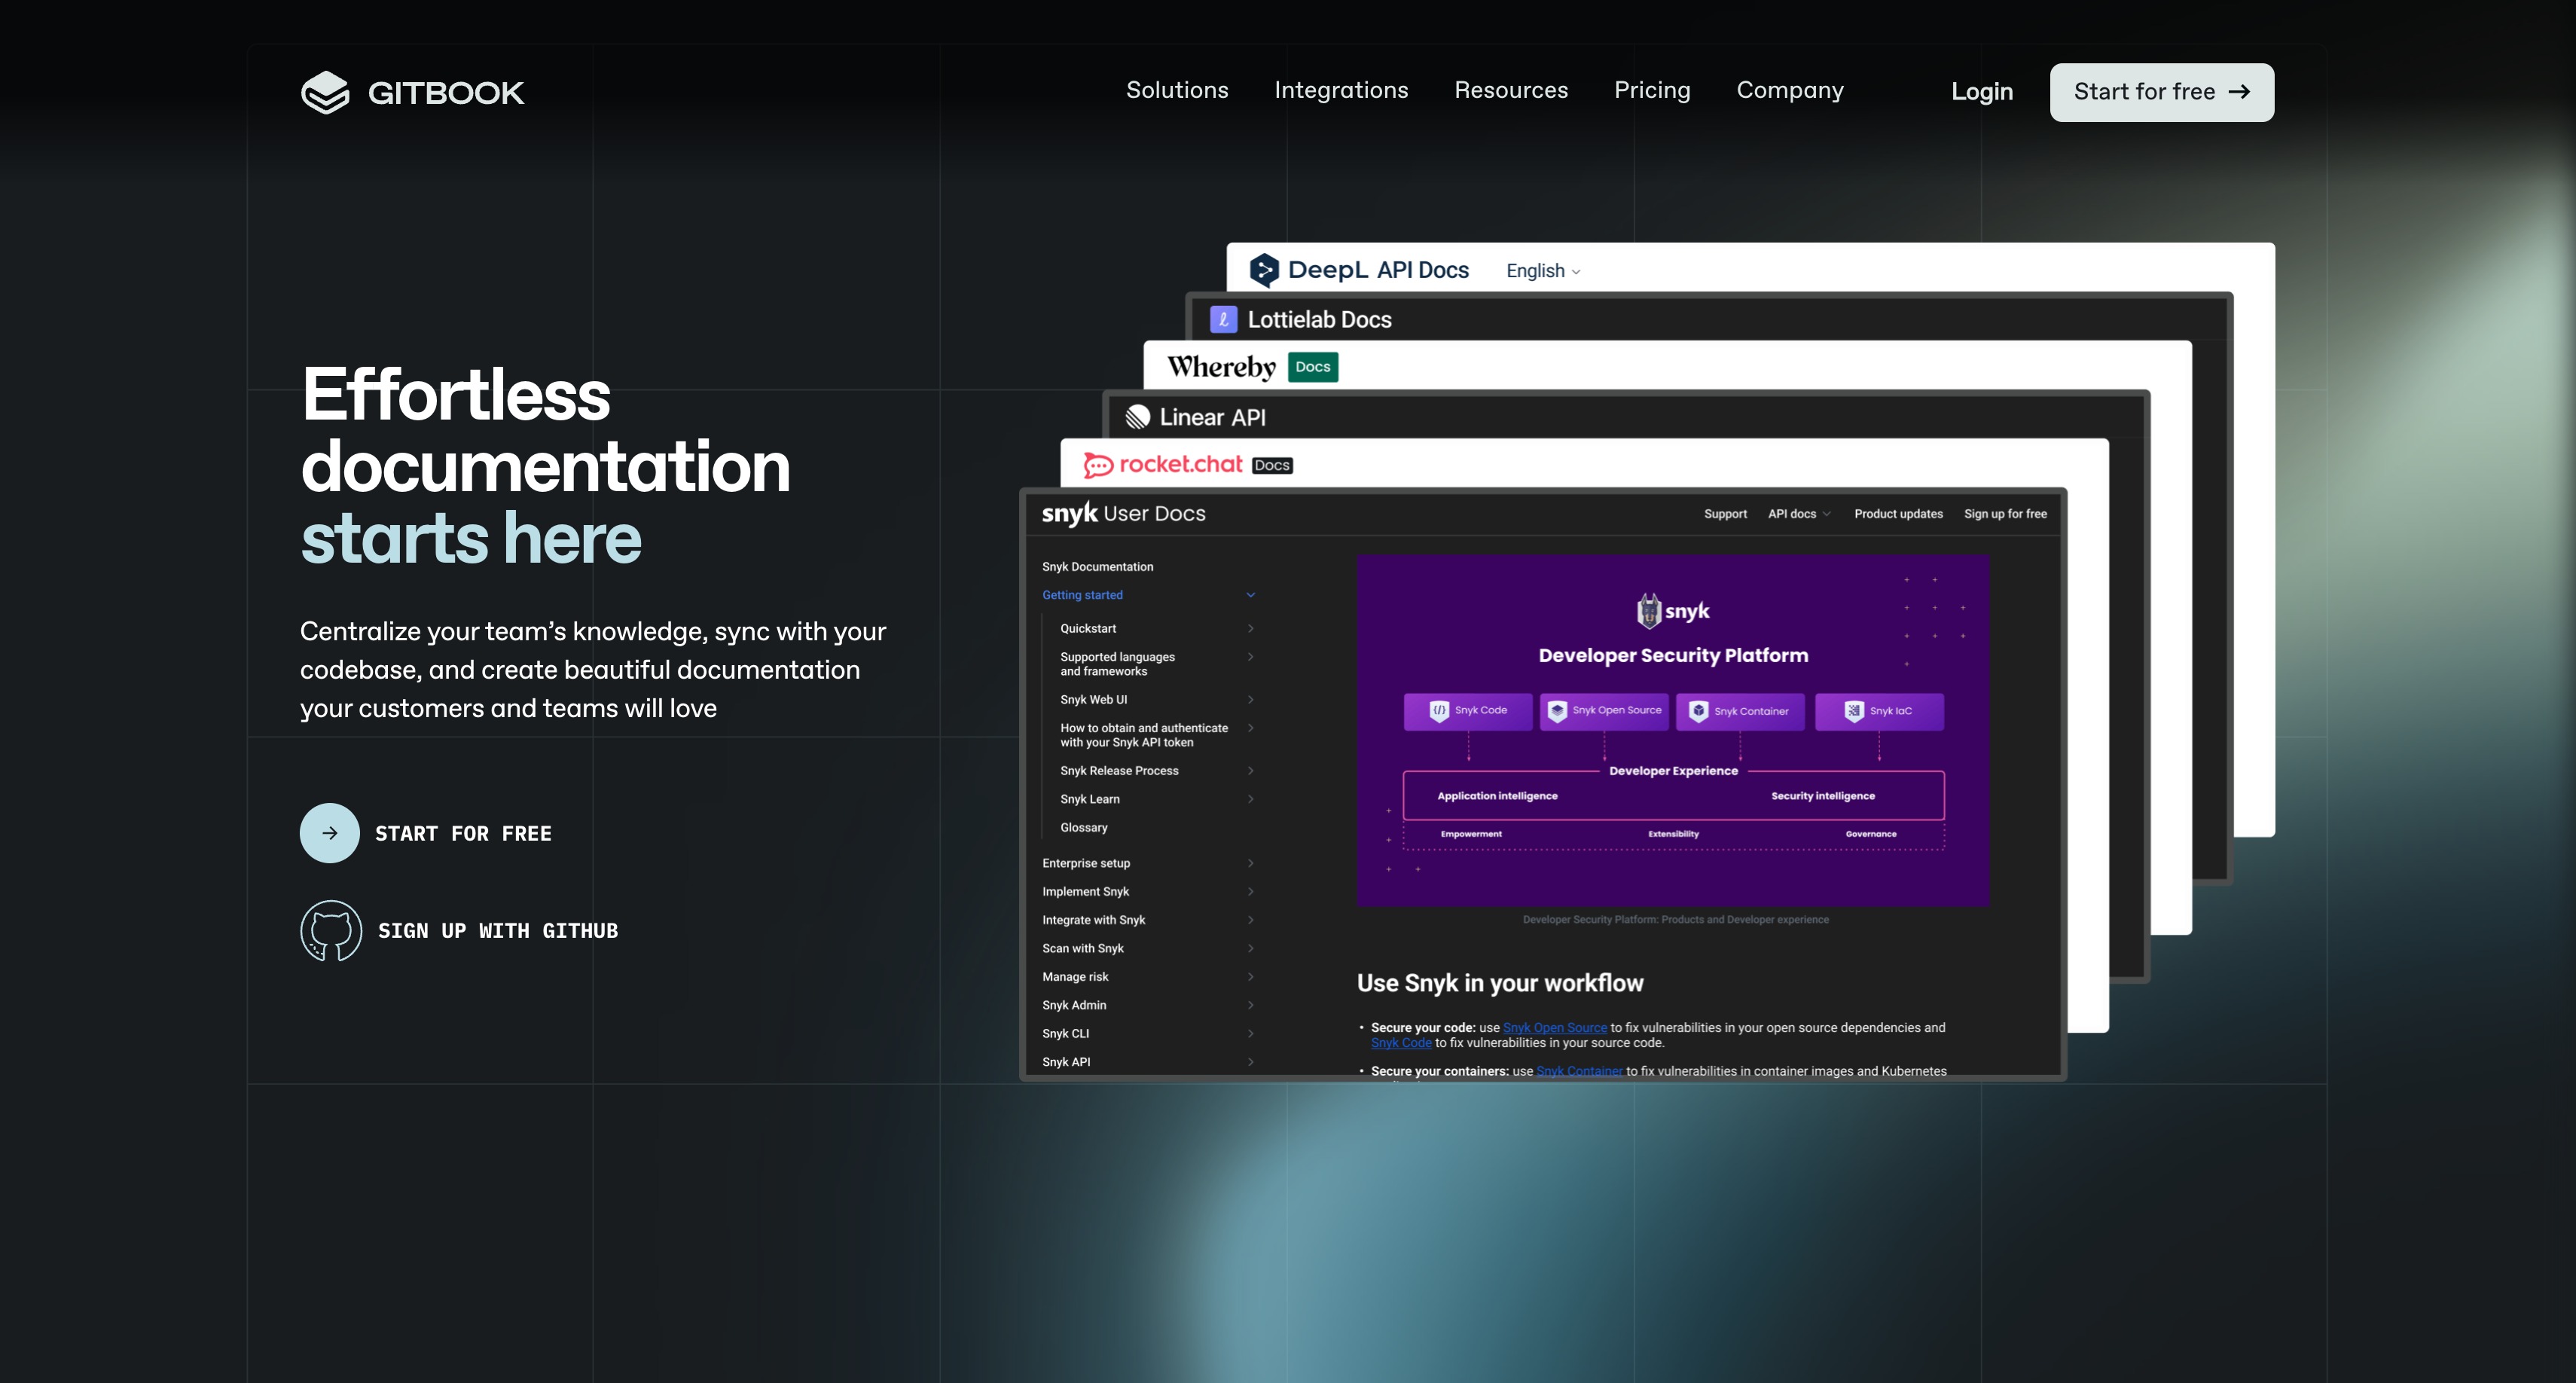 GITBOOK
Solutions Integrations Resources Pricing Company Login Start for free
Effortless
documentation
starts here
Centralize your team’s knowledge, sync with your
codebase, and create beautiful documentation
your customers and teams will love
START FOR FREE
SIGN UP WITH GITHUB
DeepL API Docs English
Lottielab Docs
Whereby Docs
Linear API
rocket.chat Docs
snyk User Docs
Support API docs Product updates Sign up for free
Snyk Documentation
Getting started
Quickstart
Supported languages
and frameworks
Snyk Web UI
How to obtain and authenticate
with your Snyk API token
Snyk Release Process
Snyk Learn
Glossary
Enterprise setup
Implement Snyk
Integrate with Snyk
Scan with Snyk
Manage risk
Snyk Admin
Snyk CLI
Snyk API
snyk
Developer Security Platform
Snyk Code Snyk Open Source Snyk Container Snyk IaC
Developer Experience
Application intelligence Security intelligence
Empowerment Extensibility Governance
Developer Security Platform: Products and Developer experience
Use Snyk in your workflow
• Secure your code: use Snyk Open Source to fix vulnerabilities in your open source dependencies and
Snyk Code to fix vulnerabilities in your source code.
• Secure your containers: use Snyk Container to fix vulnerabilities in container images and Kubernetes